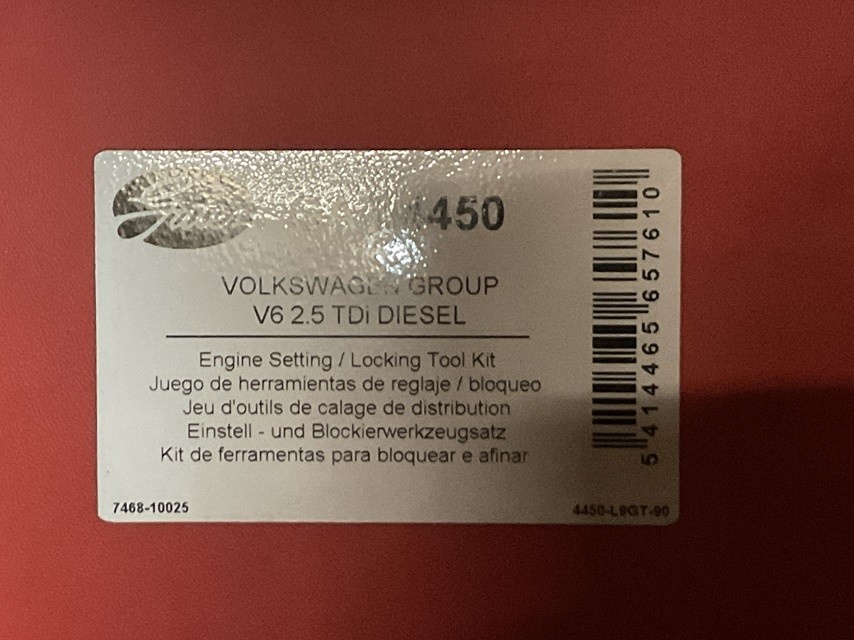 4450
VOLKSWAGEN GROUP
V6 2.5 TDi DIESEL
Engine Setting / Locking Tool Kit
Juego de herramientas de reglaje / bloqueo
Jeu d'outils de calage de distribution
Einstell - und Blockierwerkzeugsatz
Kit de ferramentas para bloquear e afinar
7468-10025
4450-L9GT-90
5 414465 657610